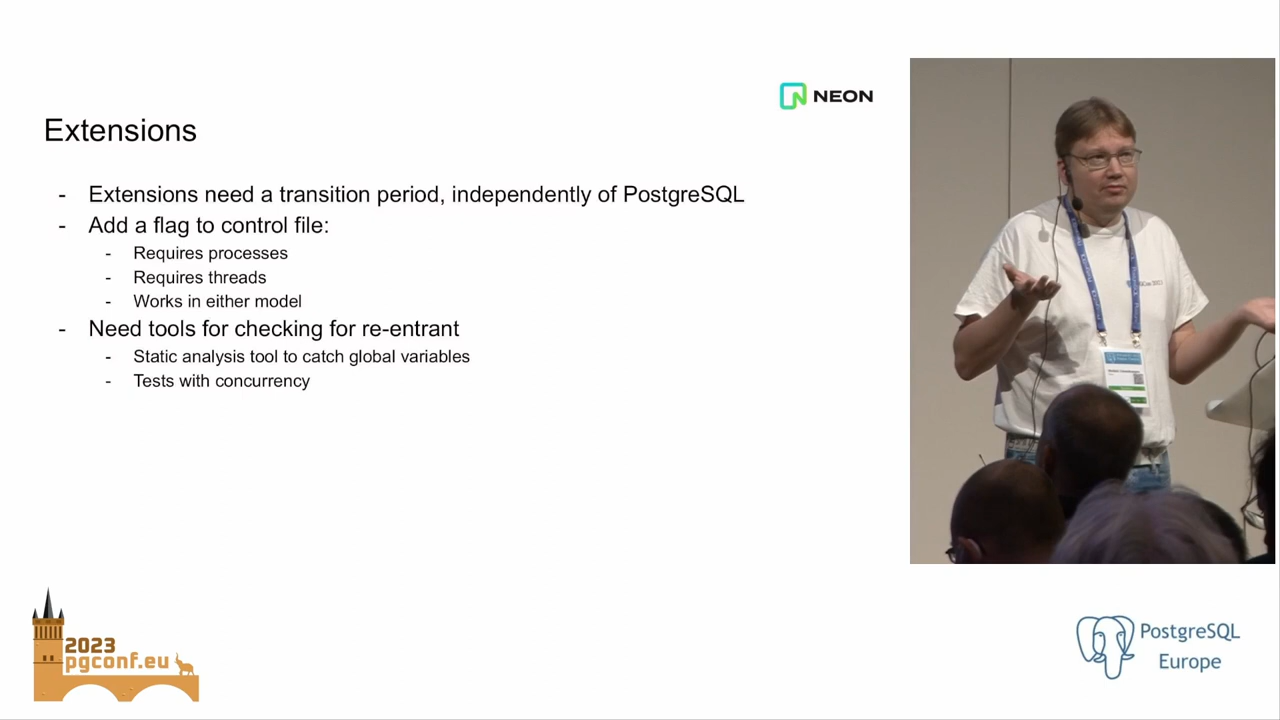 NEON
Extensions
- Extensions need a transition period, independently of PostgreSQL
- Add a flag to control file:
- Requires processes
- Requires threads
- Works in either model
- Need tools for checking for re-entrant
- Static analysis tool to catch global variables
- Tests with concurrency
2023
pgconf.eu
PostgreSQL
Europe